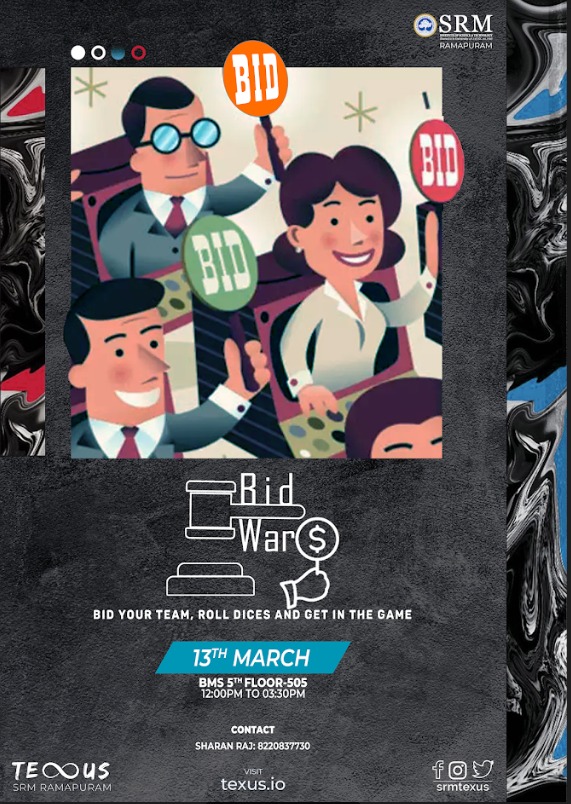 SRM
RAMAPURAM
BID
BID
BID
Bid
War$
BID YOUR TEAM, ROLL DICES AND GET IN THE GAME
13TH MARCH
BMS 5TH FLOOR-505
12:00PM TO 03:30PM
CONTACT
SHARAN RAJ: 8220837730
VISIT
texus.io
TEXUS
SRM RAMAPURAM
srmtexus